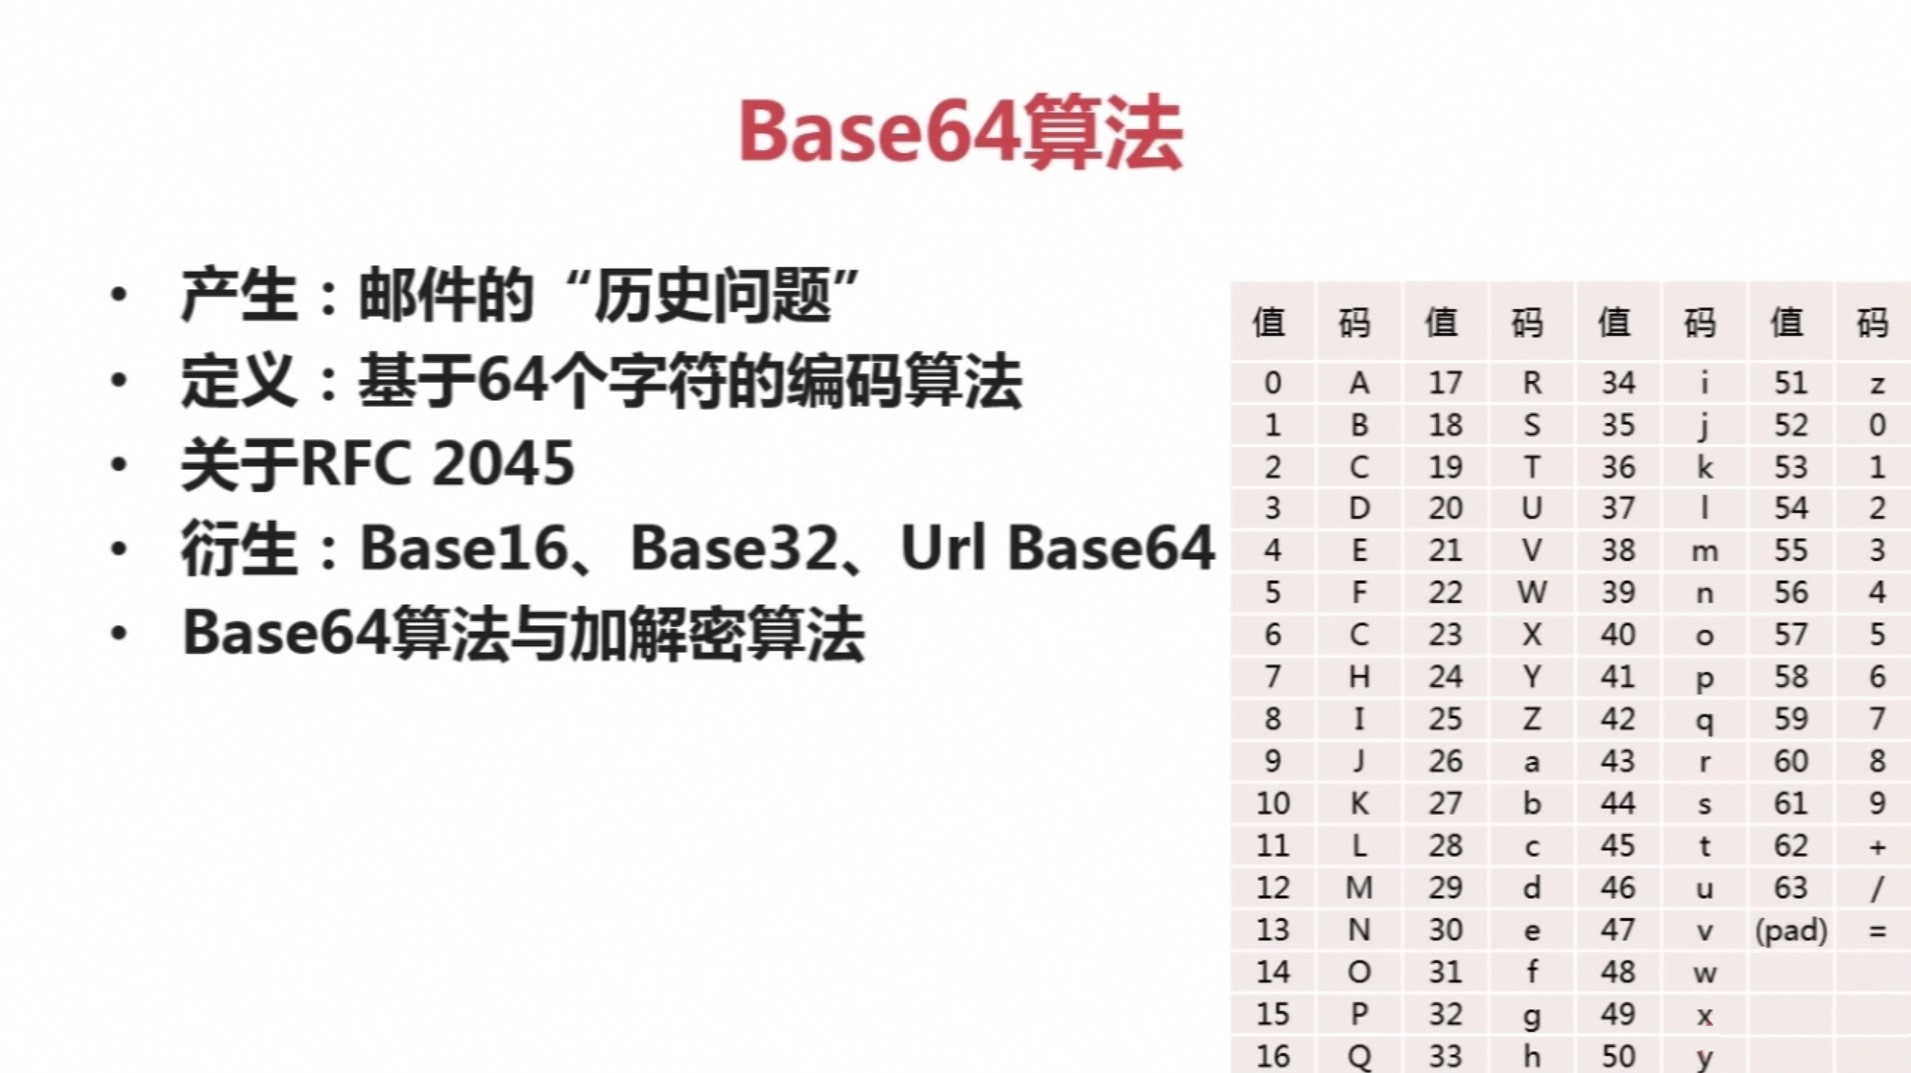 Base64算法
• 产生：邮件的“历史问题”
• 定义：基于64个字符的编码算法
• 关于RFC 2045
• 衍生：Base16、Base32、Url Base64
• Base64算法与加解密算法
值 码 值 码 值 码 值 码
0 A 17 R 34 i 51 z
1 B 18 S 35 j 52 0
2 C 19 T 36 k 53 1
3 D 20 U 37 l 54 2
4 E 21 V 38 m 55 3
5 F 22 W 39 n 56 4
6 C 23 X 40 o 57 5
7 H 24 Y 41 p 58 6
8 I 25 Z 42 q 59 7
9 J 26 a 43 r 60 8
10 K 27 b 44 s 61 9
11 L 28 c 45 t 62 +
12 M 29 d 46 u 63 /
13 N 30 e 47 v (pad) =
14 O 31 f 48 w
15 P 32 g 49 x
16 Q 33 h 50 y